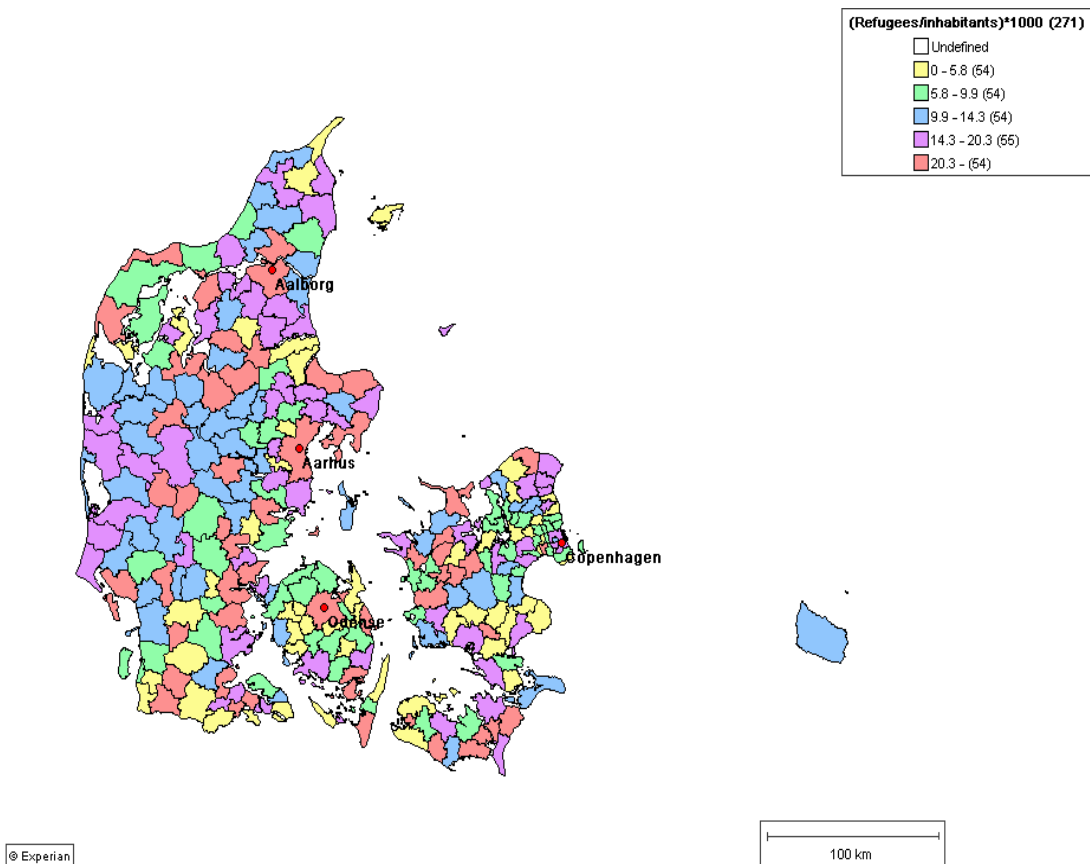 (Refugees/inhabitants)*1000 (271)
Undefined
0 - 5.8 (54)
5.8 - 9.9 (54)
9.9 - 14.3 (54)
14.3 - 20.3 (55)
20.3 - (54)
Aalborg
Aarhus
Copenhagen
Odense
© Experian
100 km